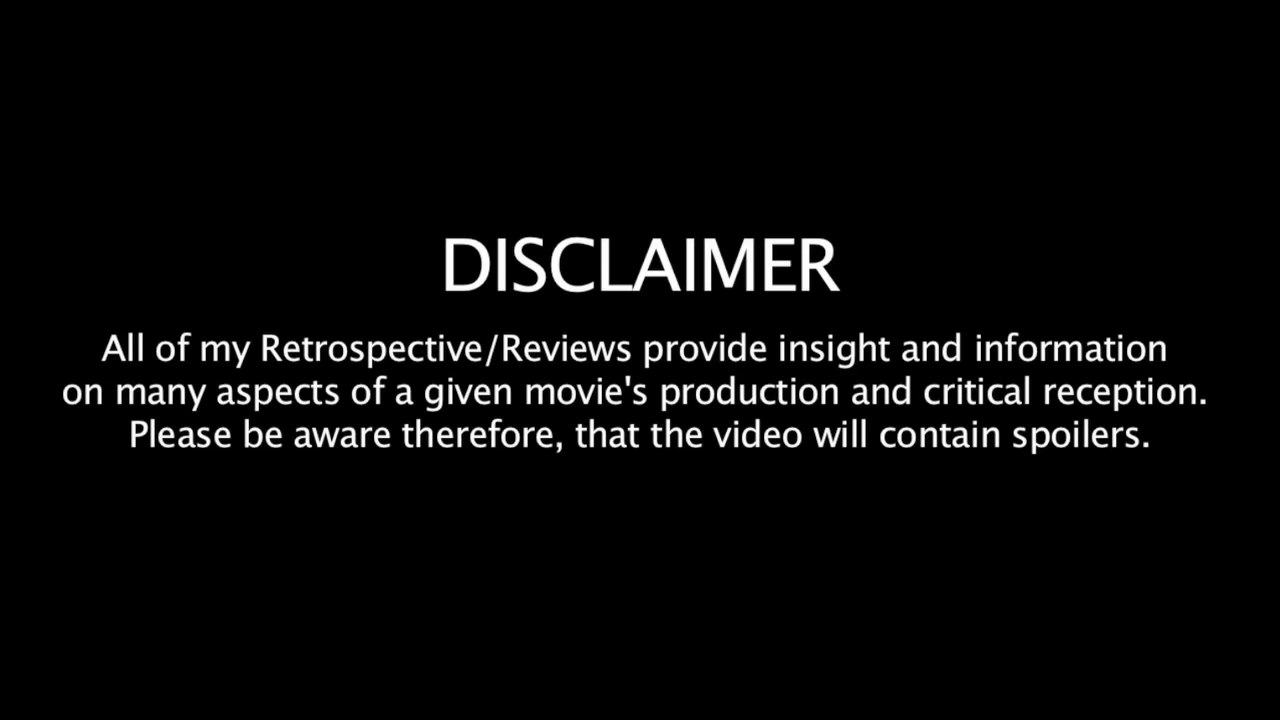 DISCLAIMER
All of my Retrospective/Reviews provide insight and information
on many aspects of a given movie's production and critical reception.
Please be aware therefore, that the video will contain spoilers.